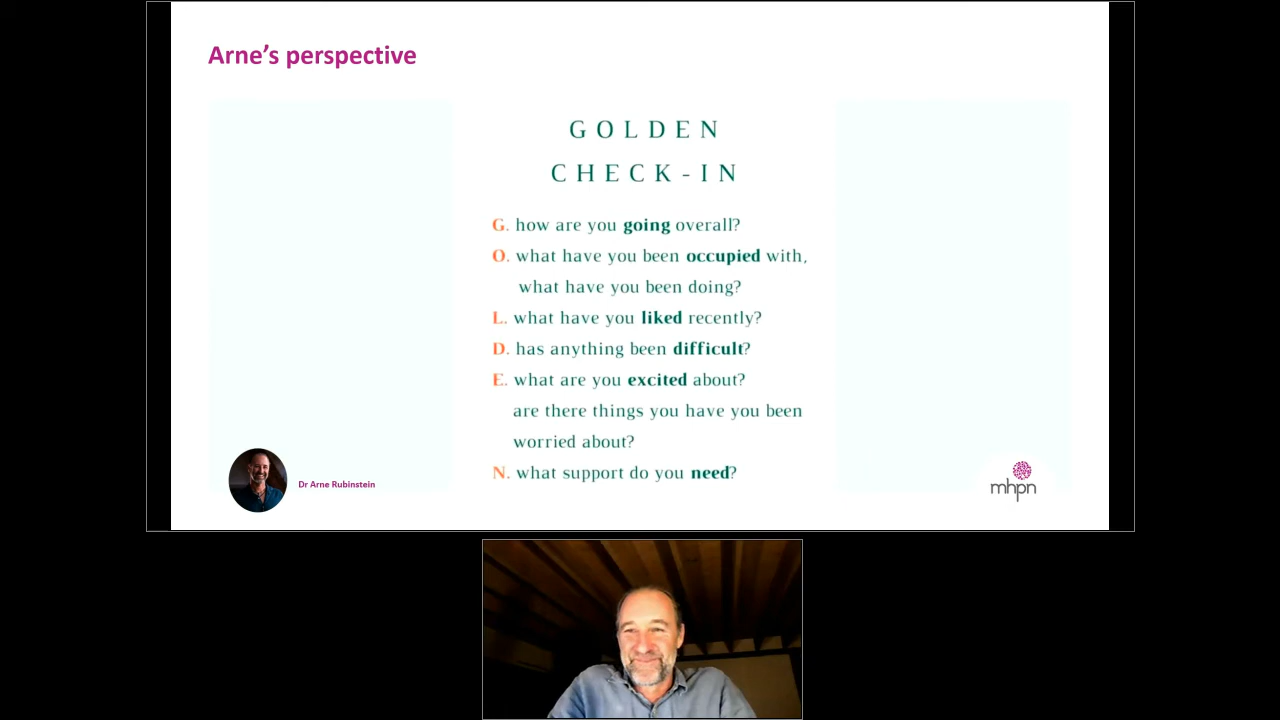 Arne's perspective
GOLDEN
CHECK-IN
G. how are you going overall?
O. what have you been occupied with,
what have you been doing?
L. what have you liked recently?
D. has anything been difficult?
E. what are you excited about?
are there things you have you been
worried about?
N. what support do you need?
Dr Arne Rubinstein
mhpn